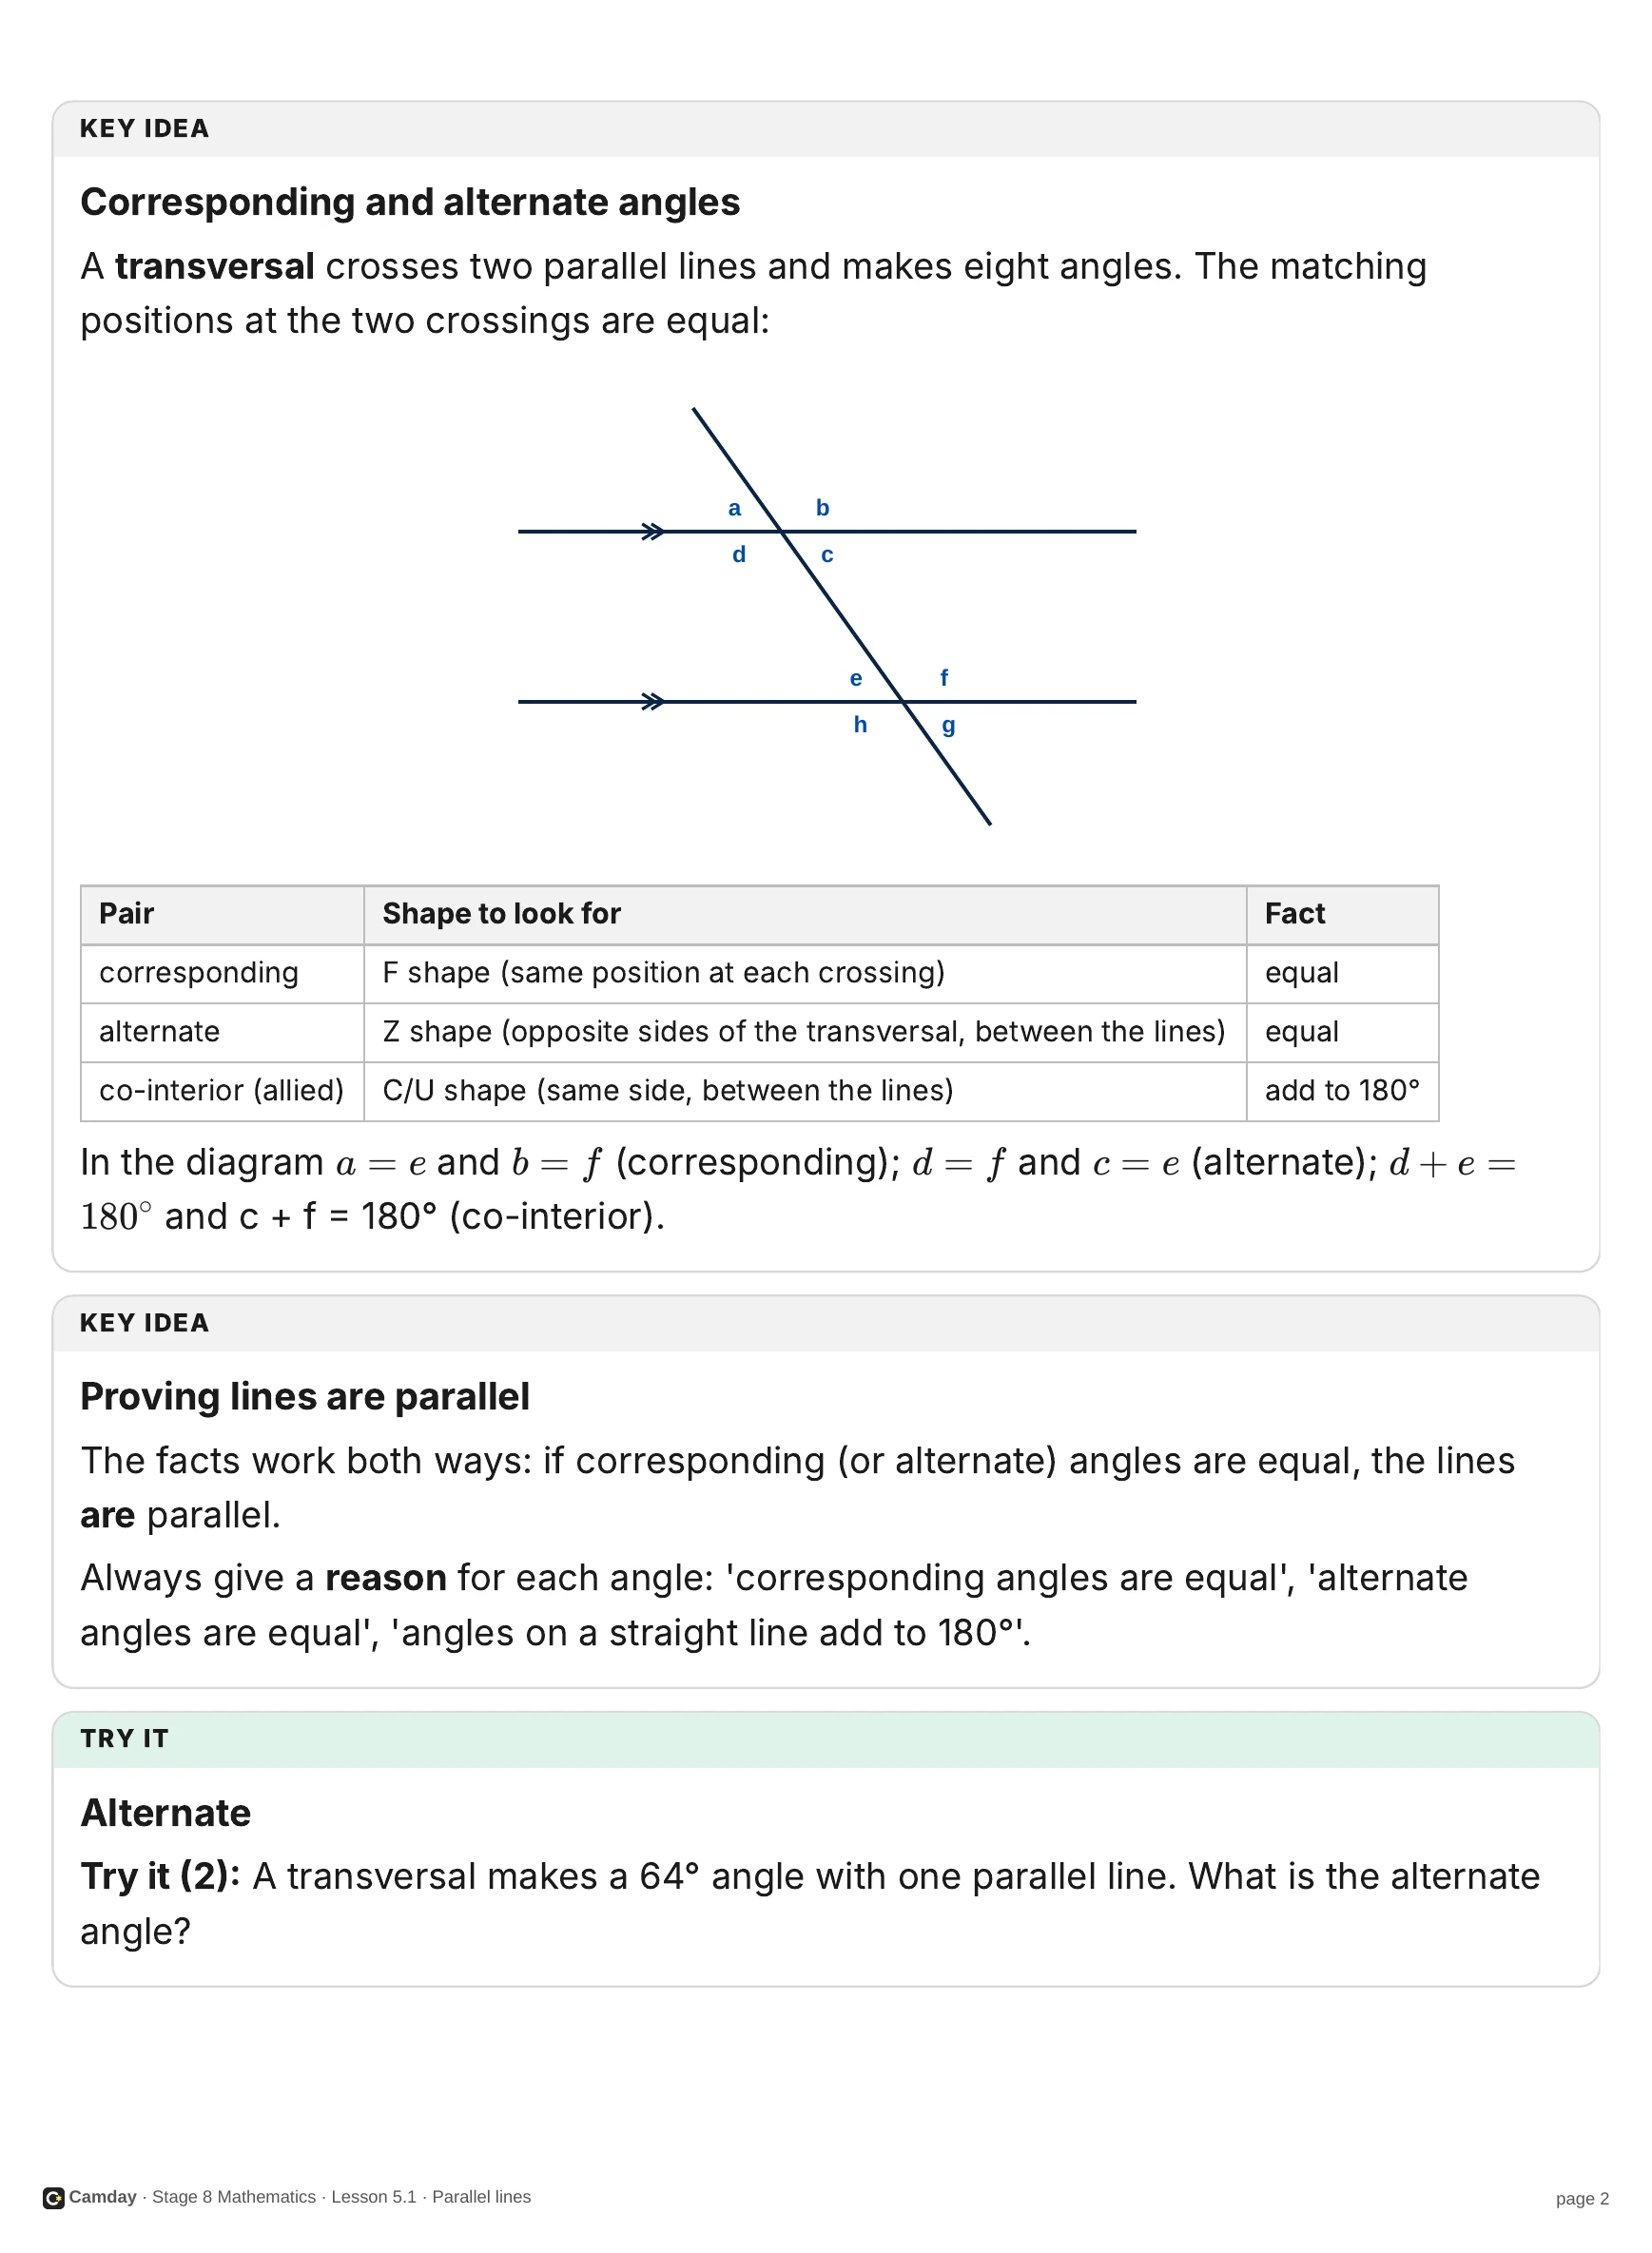 KEY IDEA
Corresponding and alternate angles
A transversal crosses two parallel lines and makes eight angles. The matching
positions at the two crossings are equal:
a b
d c
e f
h g
Pair Shape to look for Fact
corresponding F shape (same position at each crossing) equal
alternate Z shape (opposite sides of the transversal, between the lines) equal
co-interior (allied) C/U shape (same side, between the lines) add to 180°
In the diagram a = e and b = f (corresponding); d = f and c = e (alternate); d + e =
180° and c + f = 180° (co-interior).
KEY IDEA
Proving lines are parallel
The facts work both ways: if corresponding (or alternate) angles are equal, the lines
are parallel.
Always give a reason for each angle: 'corresponding angles are equal', 'alternate
angles are equal', 'angles on a straight line add to 180°'.
TRY IT
Alternate
Try it (2): A transversal makes a 64° angle with one parallel line. What is the alternate
angle?
Camday · Stage 8 Mathematics · Lesson 5.1 · Parallel lines page 2